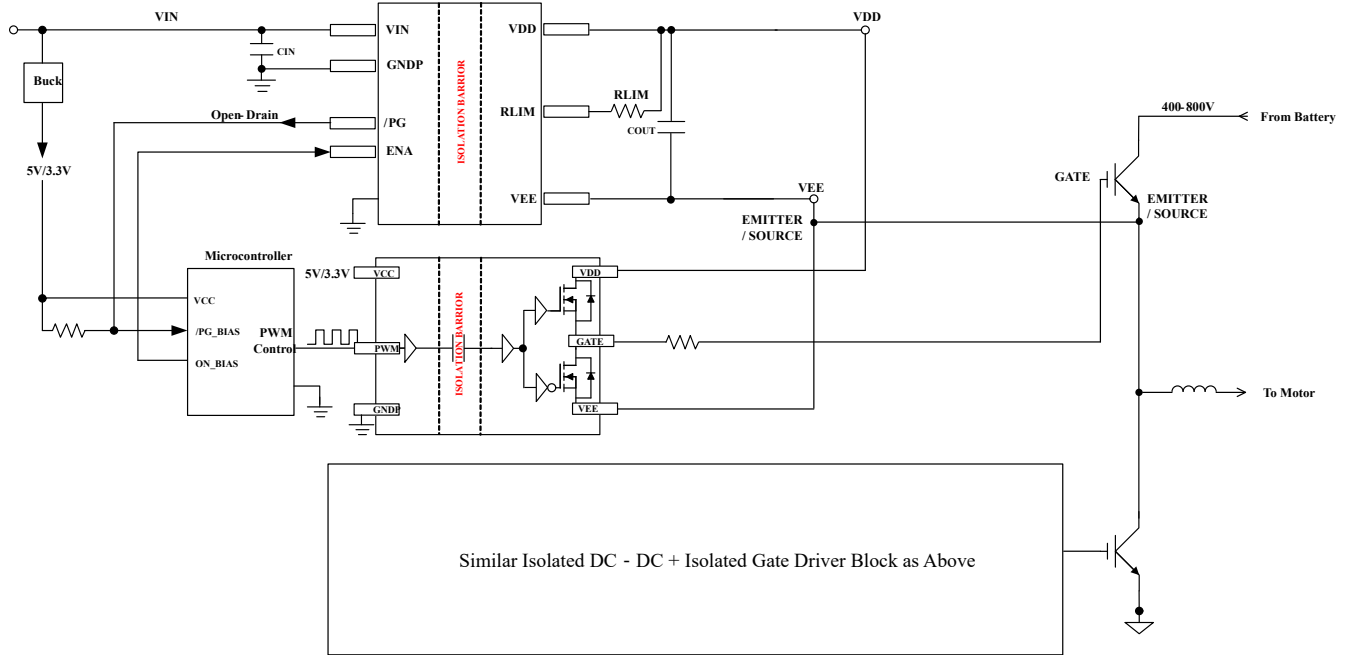 VIN
VDD
VIN
VDD
CIN
GNDP
Buck
ISOLATION BARRIER
RLIM
RLIM
400-800V
From Battery
Open- Drain
/PG
COUT
ENA
5V/3.3V
GATE
VEE
VEE
EMITTER
/ SOURCE
EMITTER
/ SOURCE
Microcontroller
5V/3.3V
VCC
VDD
VCC
ISOLATION BARRIER
/PG_BIAS
PWM
Control
PWM
GATE
ON_BIAS
To Motor
GNDP
VEE
Similar Isolated DC - DC + Isolated Gate Driver Block as Above